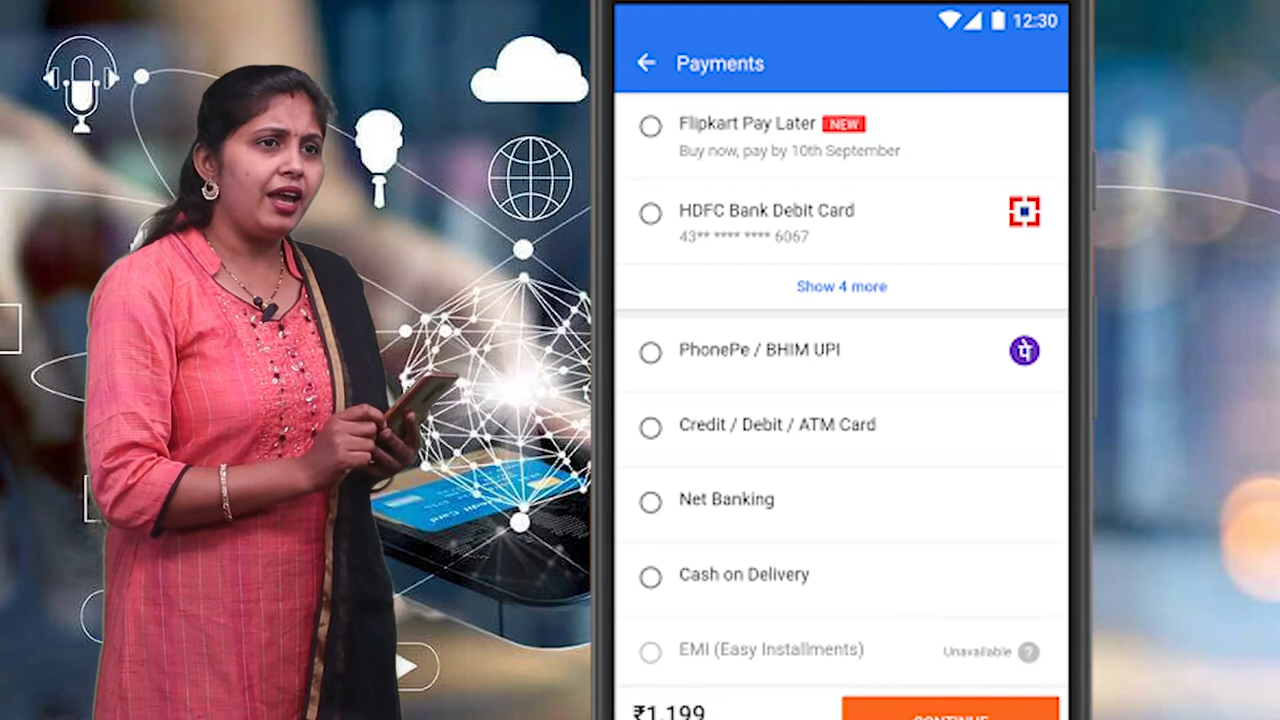 12:30
Payments
Flipkart Pay Later NEW
Buy now, pay by 10th September
HDFC Bank Debit Card
43** **** **** 6067
Show 4 more
PhonePe / BHIM UPI
पे
Credit / Debit / ATM Card
Net Banking
Cash on Delivery
EMI (Easy Installments) Unavailable ?
₹1,199
CONTINUE